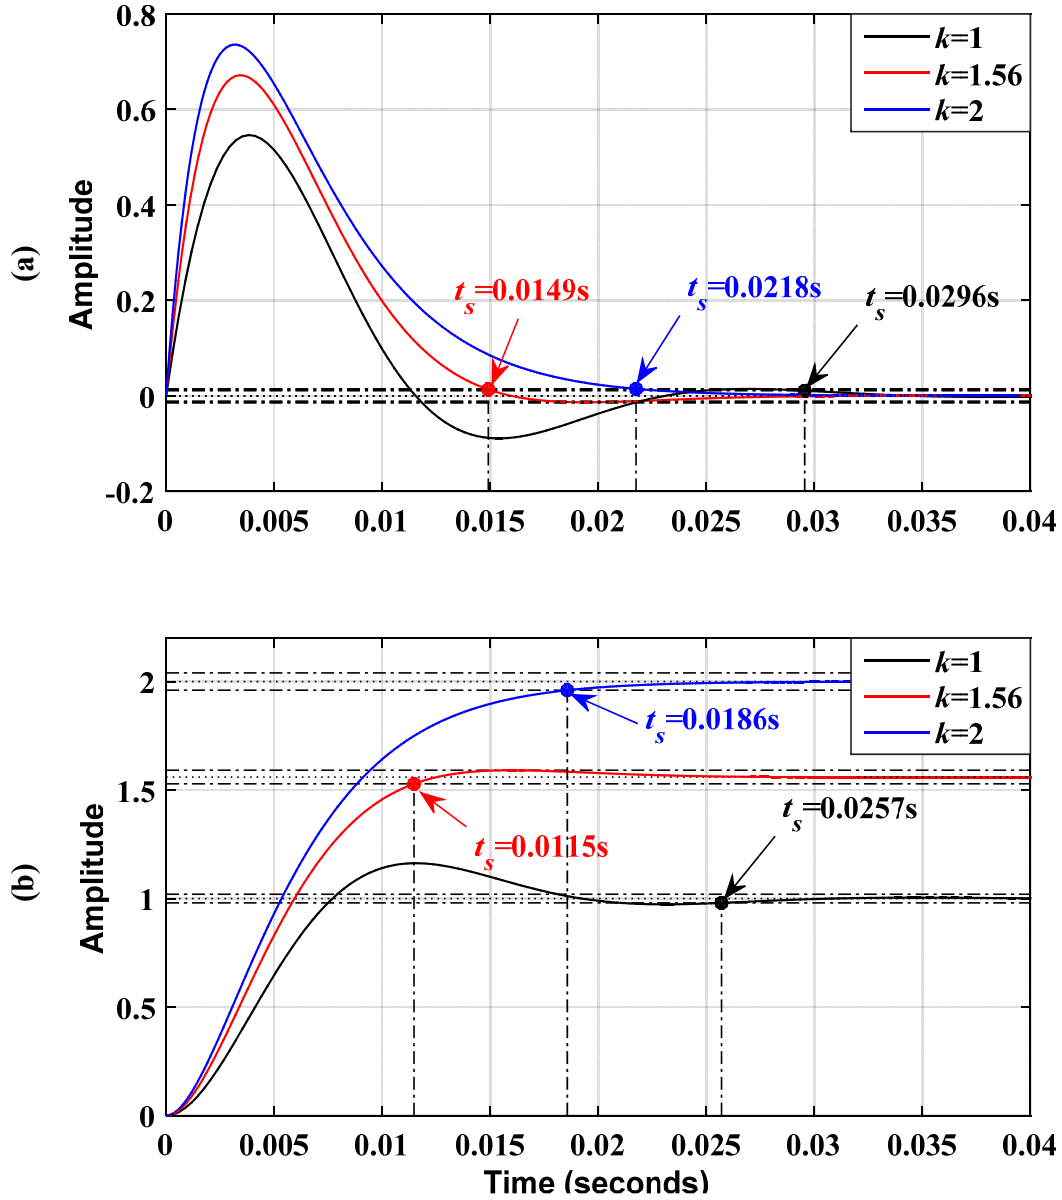 0.8
0.6
0.4
0.2
0
-0.2
Amplitude
(a)
k=1
k=1.56
k=2
ts=0.0149s
ts=0.0218s
ts=0.0296s
0 0.005 0.01 0.015 0.02 0.025 0.03 0.035 0.04
2
1.5
1
0.5
0
Amplitude
(b)
k=1
k=1.56
k=2
ts=0.0186s
ts=0.0257s
ts=0.0115s
0 0.005 0.01 0.015 0.02 0.025 0.03 0.035 0.04
Time (seconds)